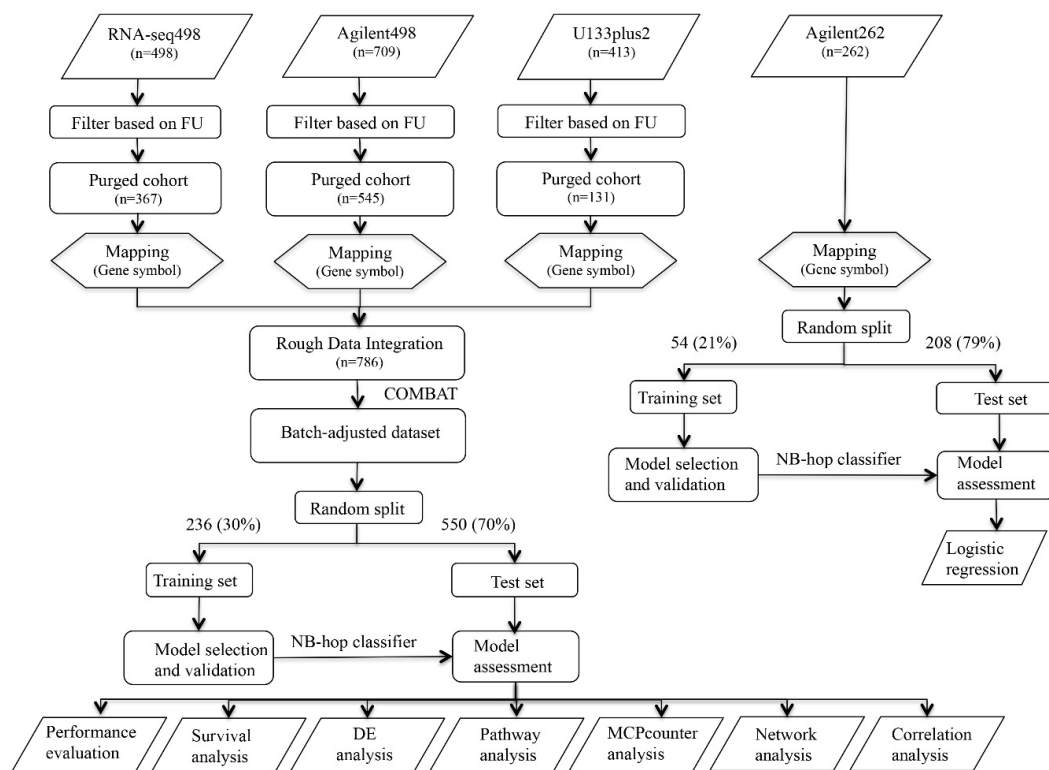 RNA-seq498
(n=498)
Agilent498
(n=709)
U133plus2
(n=413)
Agilent262
(n=262)
Filter based on FU
Filter based on FU
Filter based on FU
Purged cohort
(n=367)
Purged cohort
(n=545)
Purged cohort
(n=131)
Mapping
(Gene symbol)
Mapping
(Gene symbol)
Mapping
(Gene symbol)
Mapping
(Gene symbol)
Rough Data Integration
(n=786)
COMBAT
Batch-adjusted dataset
Random split
236 (30%)
550 (70%)
Training set
Test set
Model selection
and validation
NB-hop classifier
Model
assessment
Random split
54 (21%)
208 (79%)
Training set
Test set
Model selection
and validation
NB-hop classifier
Model
assessment
Logistic
regression
Performance
evaluation
Survival
analysis
DE
analysis
Pathway
analysis
MCPcounter
analysis
Network
analysis
Correlation
analysis